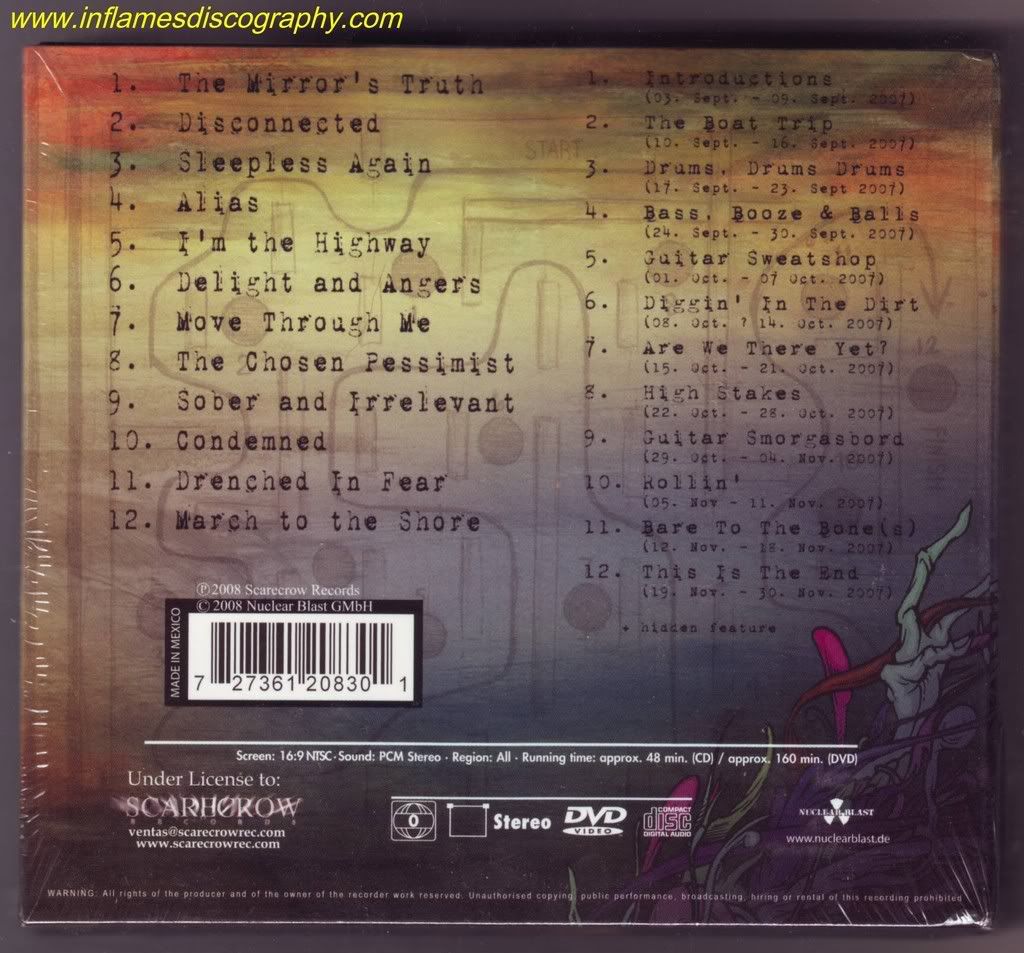 www.inflamesdiscography.com
1. The Mirror's Truth
2. Disconnected
3. Sleepless Again
4. Alias
5. I'm the Highway
6. Delight and Angers
7. Move Through Me
8. The Chosen Pessimist
9. Sober and Irrelevant
10. Condemned
11. Drenched In Fear
12. March to the Shore
1. Introductions
(03. Sept. - 09. Sept. 2007)
2. The Boat Trip
(10. Sept. - 16. Sept. 2007)
3. Drums, Drums Drums
(17. Sept. - 23. Sept 2007)
4. Bass, Booze & Balls
(24. Sept. - 30. Sept. 2007)
5. Guitar Sweatshop
(01. Oct. - 07 Oct. 2007)
6. Diggin' In The Dirt
(08. Oct. ? 14. Oct. 2007)
7. Are We There Yet?
(15. Oct. - 21. Oct. 2007)
8. High Stakes
(22. Oct. - 28. Oct. 2007)
9. Guitar Smorgasbord
(29. Oct. - 04. Nov. 2007)
10. Rollin'
(05. Nov - 11. Nov. 2007)
11. Bare To The Bone(s)
(12. Nov. - 18. Nov. 2007)
12. This Is The End
(19. Nov. - 30. Nov. 2007)
+ hidden feature
START
12
FINISH
℗2008 Scarecrow Records
© 2008 Nuclear Blast GMbH
MADE IN MEXICO
7 27361 20830 1
Screen: 16:9 NTSC · Sound: PCM Stereo · Region: All · Running time: approx. 48 min. (CD) / approx. 160 min. (DVD)
Under License to:
SCARECROW
RECORDS
ventas@scarecrowrec.com
www.scarecrowrec.com
0
Stereo
DVD
VIDEO
COMPACT
disc
DIGITAL AUDIO
NUCLEAR BLAST
www.nuclearblast.de
WARNING: All rights of the producer and of the owner of the recorder work reserved. Unauthorised copying, public performance, broadcasting, hiring or rental of this recording prohibited